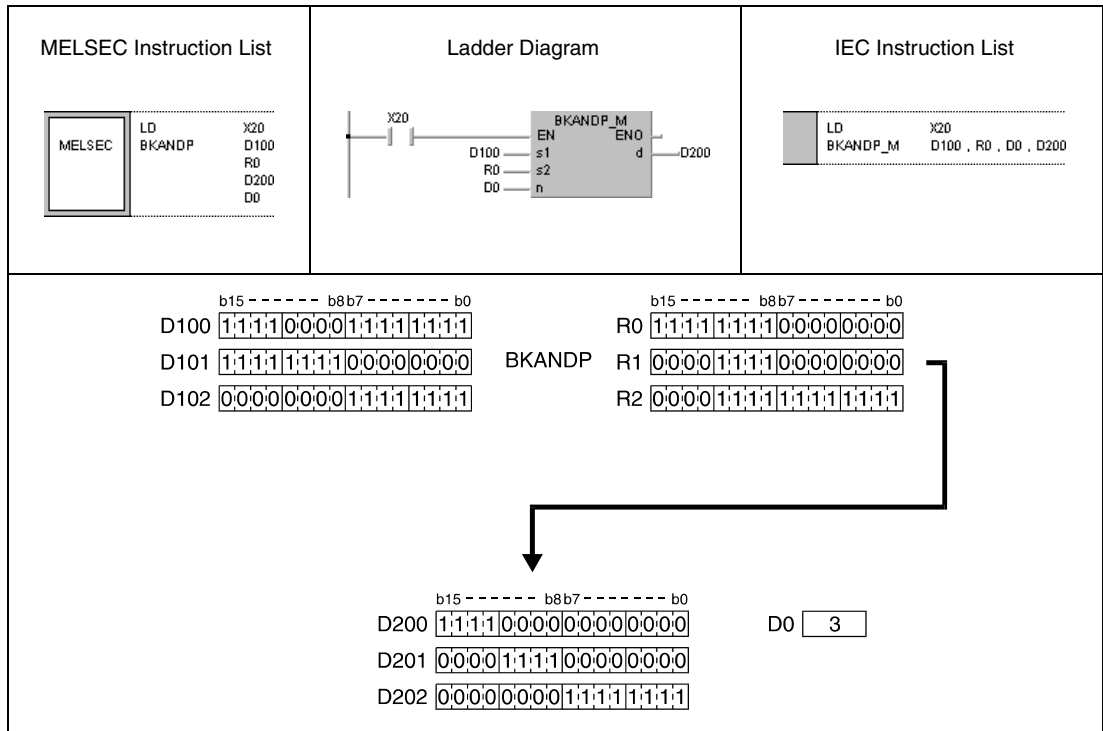 MELSEC Instruction List
Ladder Diagram
IEC Instruction List
MELSEC
LD X20
BKANDP D100
R0
D200
D0
X20
BKANDP_M
EN ENO
D100 s1 d D200
R0 s2
D0 n
LD X20
BKANDP_M D100 , R0 , D0 , D200
b15 b8 b7 b0
D100 1111000011111111
D101 1111111100000000
D102 0000000011111111
BKANDP
b15 b8 b7 b0
R0 1111111100000000
R1 0000111100000000
R2 0000111111111111
b15 b8 b7 b0
D200 1111000000000000
D201 0000111100000000
D202 0000000011111111
D0 3